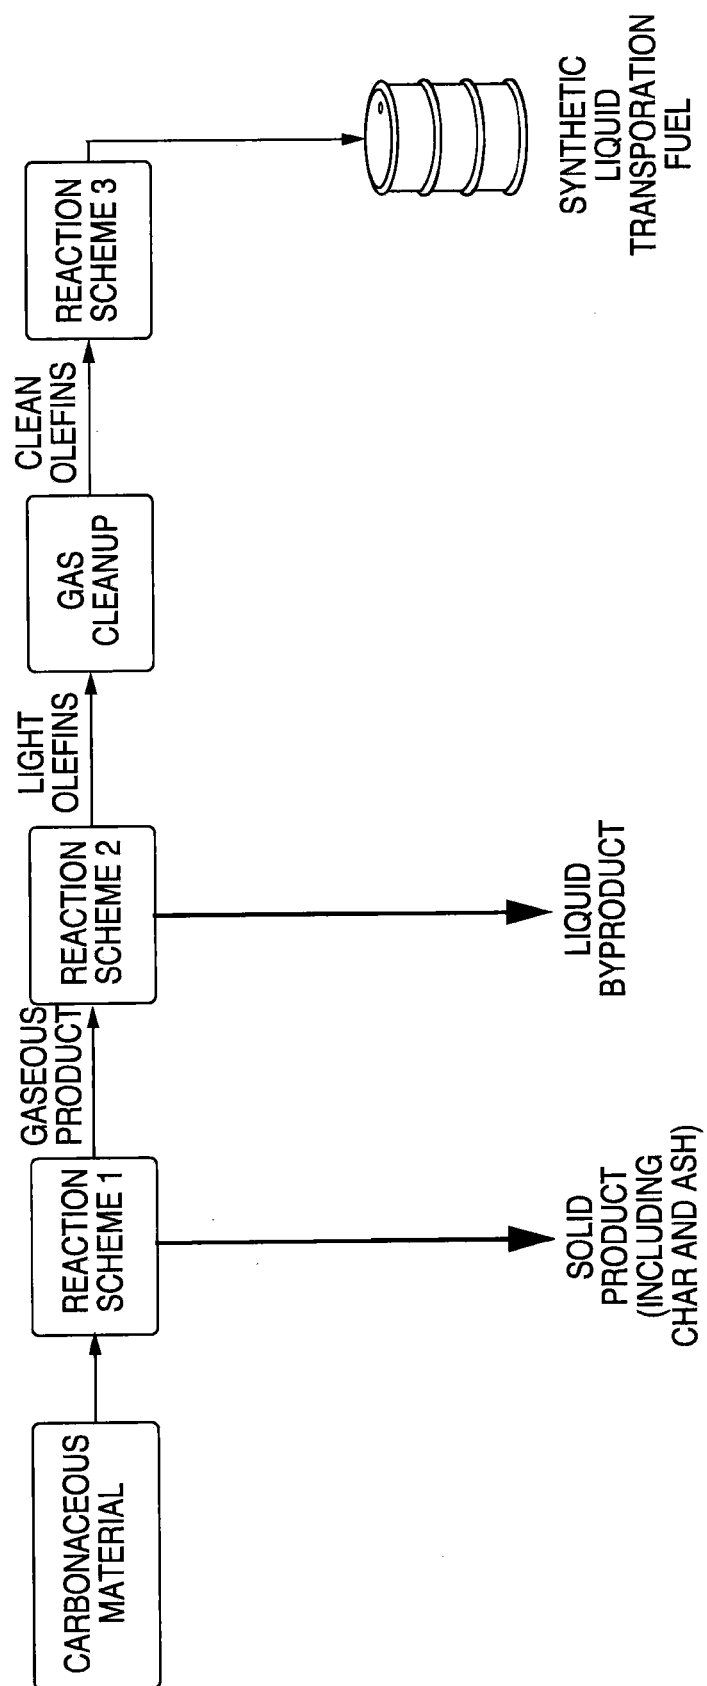 CARBONACEOUS
MATERIAL
REACTION
SCHEME 1
SOLID
PRODUCT
(INCLUDING
CHAR AND ASH)
GASEOUS
PRODUCT
REACTION
SCHEME 2
LIQUID
BYPRODUCT
LIGHT
OLEFINS
GAS
CLEANUP
CLEAN
OLEFINS
REACTION
SCHEME 3
SYNTHETIC
LIQUID
TRANSPORATION
FUEL